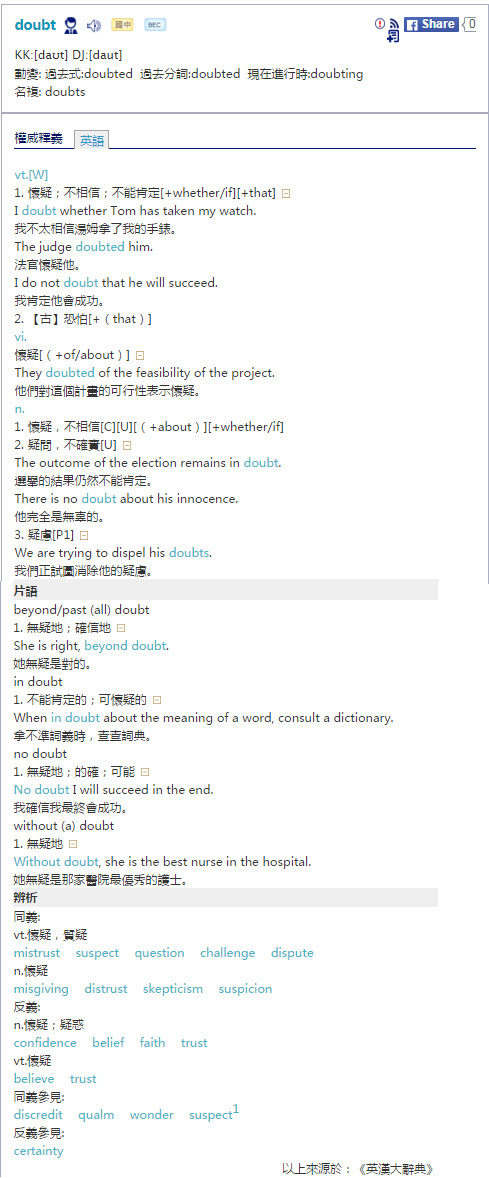 doubt 國中 BEC Share 0
KK:[daʊt] DJ:[daut]
動變: 過去式:doubted 過去分詞:doubted 現在進行時:doubting
名複: doubts
權威釋義 英語
vt.[W]
1. 懷疑；不相信；不能肯定[+whether/if][+that]
I doubt whether Tom has taken my watch.
我不太相信湯姆拿了我的手錶。
The judge doubted him.
法官懷疑他。
I do not doubt that he will succeed.
我肯定他會成功。
2. 【古】恐怕[+（that）]
vi.
懷疑[（+of/about）]
They doubted of the feasibility of the project.
他們對這個計畫的可行性表示懷疑。
n.
1. 懷疑，不相信[C][U][（+about）][+whether/if]
2. 疑問，不確實[U]
The outcome of the election remains in doubt.
選舉的結果仍然不能肯定。
There is no doubt about his innocence.
他完全是無辜的。
3. 疑慮[P1]
We are trying to dispel his doubts.
我們正試圖消除他的疑慮。
片語
beyond/past (all) doubt
1. 無疑地；確信地
She is right, beyond doubt.
她無疑是對的。
in doubt
1. 不能肯定的；可懷疑的
When in doubt about the meaning of a word, consult a dictionary.
拿不準詞義時，查查詞典。
no doubt
1. 無疑地；的確；可能
No doubt I will succeed in the end.
我確信我最終會成功。
without (a) doubt
1. 無疑地
Without doubt, she is the best nurse in the hospital.
她無疑是那家醫院最優秀的護士。
辨析
同義:
vt.懷疑，質疑
mistrust suspect question challenge dispute
n.懷疑
misgiving distrust skepticism suspicion
反義:
n.懷疑；疑惑
confidence belief faith trust
vt.懷疑
believe trust
同義參見:
discredit qualm wonder suspect1
反義參見:
certainty
以上來源於：《英漢大辭典》